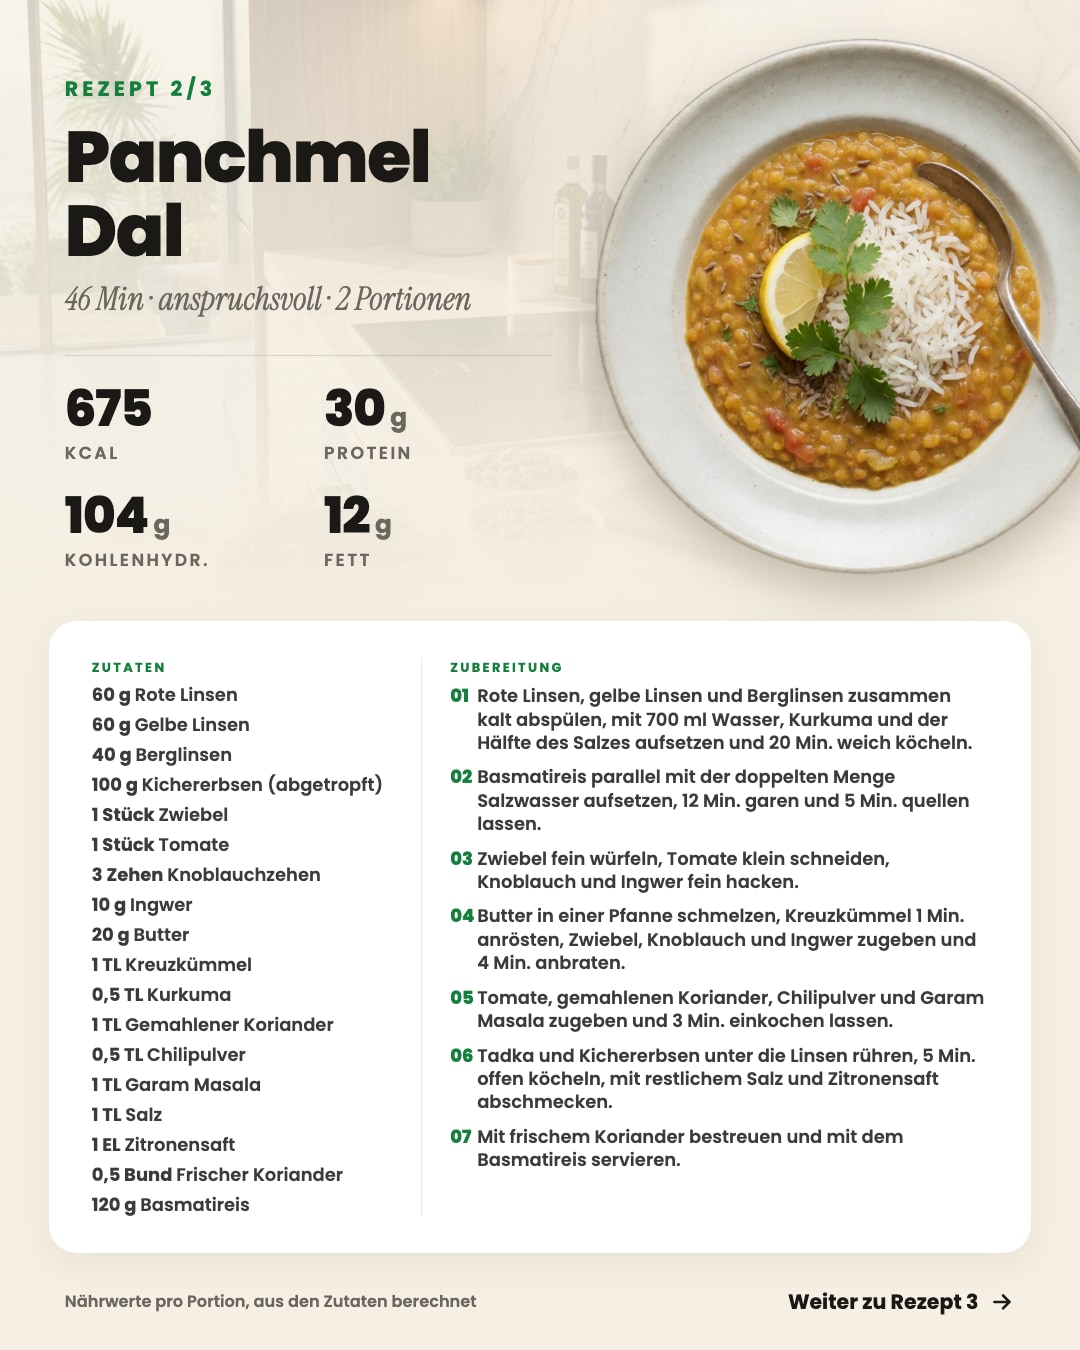 REZEPT 2/3
Panchmel
Dal
46 Min · anspruchsvoll · 2 Portionen
675
KCAL
30 g
PROTEIN
104 g
KOHLENHYDR.
12 g
FETT
ZUTATEN
60 g Rote Linsen
60 g Gelbe Linsen
40 g Berglinsen
100 g Kichererbsen (abgetropft)
1 Stück Zwiebel
1 Stück Tomate
3 Zehen Knoblauchzehen
10 g Ingwer
20 g Butter
1 TL Kreuzkümmel
0,5 TL Kurkuma
1 TL Gemahlener Koriander
0,5 TL Chilipulver
1 TL Garam Masala
1 TL Salz
1 EL Zitronensaft
0,5 Bund Frischer Koriander
120 g Basmatireis
ZUBEREITUNG
01 Rote Linsen, gelbe Linsen und Berglinsen zusammen
kalt abspülen, mit 700 ml Wasser, Kurkuma und der
Hälfte des Salzes aufsetzen und 20 Min. weich köcheln.
02 Basmatireis parallel mit der doppelten Menge
Salzwasser aufsetzen, 12 Min. garen und 5 Min. quellen
lassen.
03 Zwiebel fein würfeln, Tomate klein schneiden,
Knoblauch und Ingwer fein hacken.
04 Butter in einer Pfanne schmelzen, Kreuzkümmel 1 Min.
anrösten, Zwiebel, Knoblauch und Ingwer zugeben und
4 Min. anbraten.
05 Tomate, gemahlenen Koriander, Chilipulver und Garam
Masala zugeben und 3 Min. einkochen lassen.
06 Tadka und Kichererbsen unter die Linsen rühren, 5 Min.
offen köcheln, mit restlichem Salz und Zitronensaft
abschmecken.
07 Mit frischem Koriander bestreuen und mit dem
Basmatireis servieren.
Nährwerte pro Portion, aus den Zutaten berechnet
Weiter zu Rezept 3 →